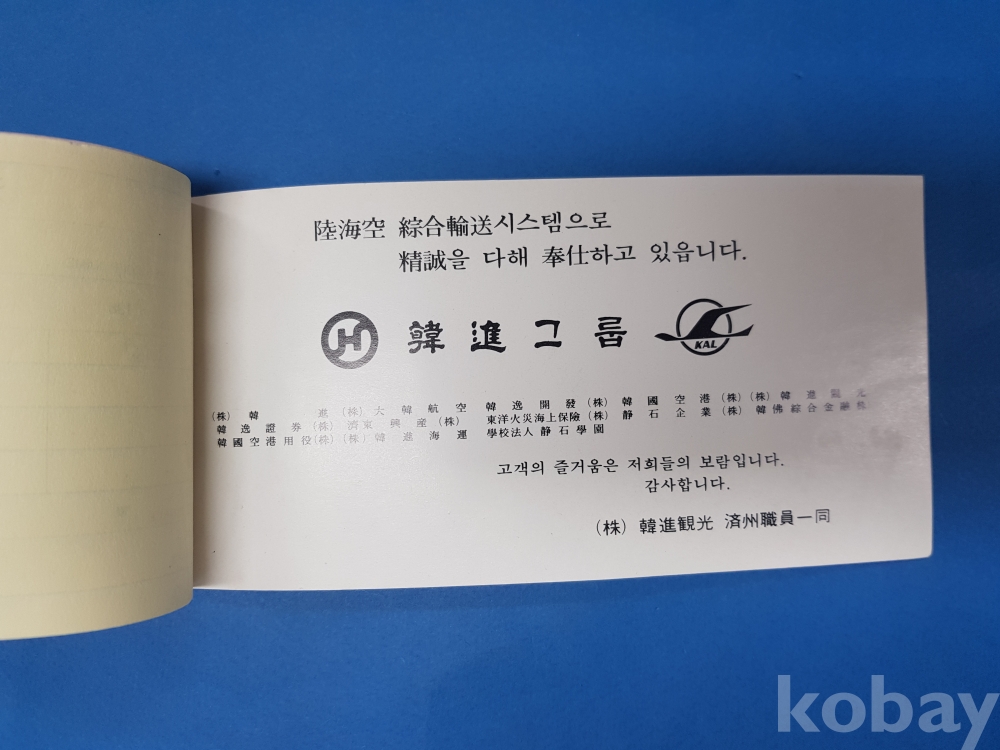 陸海空 綜合輸送시스템으로
精誠을 다해 奉仕하고 있읍니다.
H 韓進그룹 KAL
(株)韓 進 (株)大韓航空 韓逸開發(株) 韓國空港(株) (株)韓進觀光
韓逸證券(株) 濟東興産(株) 東洋火災海上保險(株) 靜石企業(株) 韓佛綜合金融㈱
韓國空港用役(株) (株)韓進海運 學校法人靜石學園
고객의 즐거움은 저희들의 보람입니다.
감사합니다.
(株) 韓進観光 済州職員一同
kobay